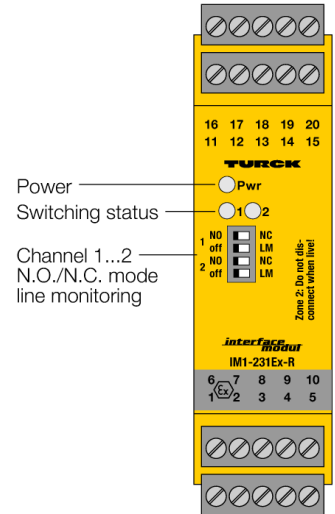 16 17 18 19 20
11 12 13 14 15
TURCK
Power
Pwr
Switching status
1 2
Channel 1...2
N.O./N.C. mode
line monitoring
1 NO NC
off LM
2 NO NC
off LM
Zone 2: Do not dis-
connect when live!
interface
modul
IM1-231Ex-R
6 7 8 9 10
Ex
1 2 3 4 5